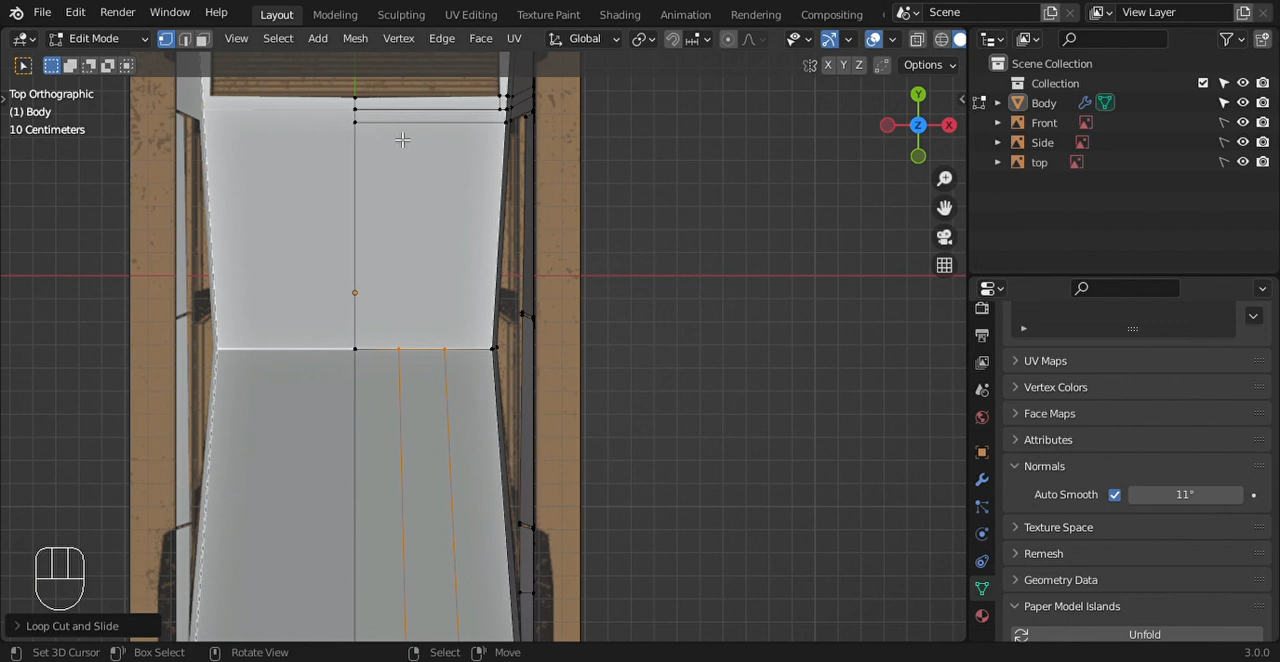 File Edit Render Window Help Layout Modeling Sculpting UV Editing Texture Paint Shading Animation Rendering Compositing Scene View Layer
Edit Mode View Select Add Mesh Vertex Edge Face UV Global
X Y Z Options
Top Orthographic
(1) Body
10 Centimeters
Y
X
Z
Scene Collection
Collection
Body
Front
Side
top
UV Maps
Vertex Colors
Face Maps
Attributes
Normals
Auto Smooth 11°
Texture Space
Remesh
Geometry Data
Paper Model Islands
Unfold
Loop Cut and Slide
Set 3D Cursor Box Select Rotate View Select Move 3.0.0